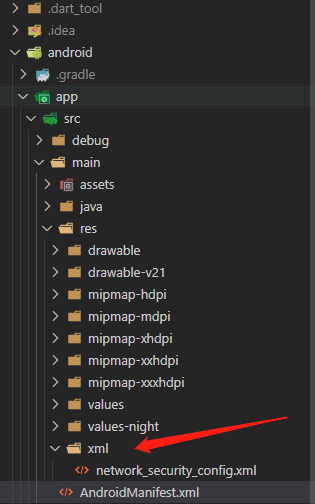 .dart_tool
.idea
android
.gradle
app
src
debug
main
assets
java
res
drawable
drawable-v21
mipmap-hdpi
mipmap-mdpi
mipmap-xhdpi
mipmap-xxhdpi
mipmap-xxxhdpi
values
values-night
xml
network_security_config.xml
AndroidManifest.xml